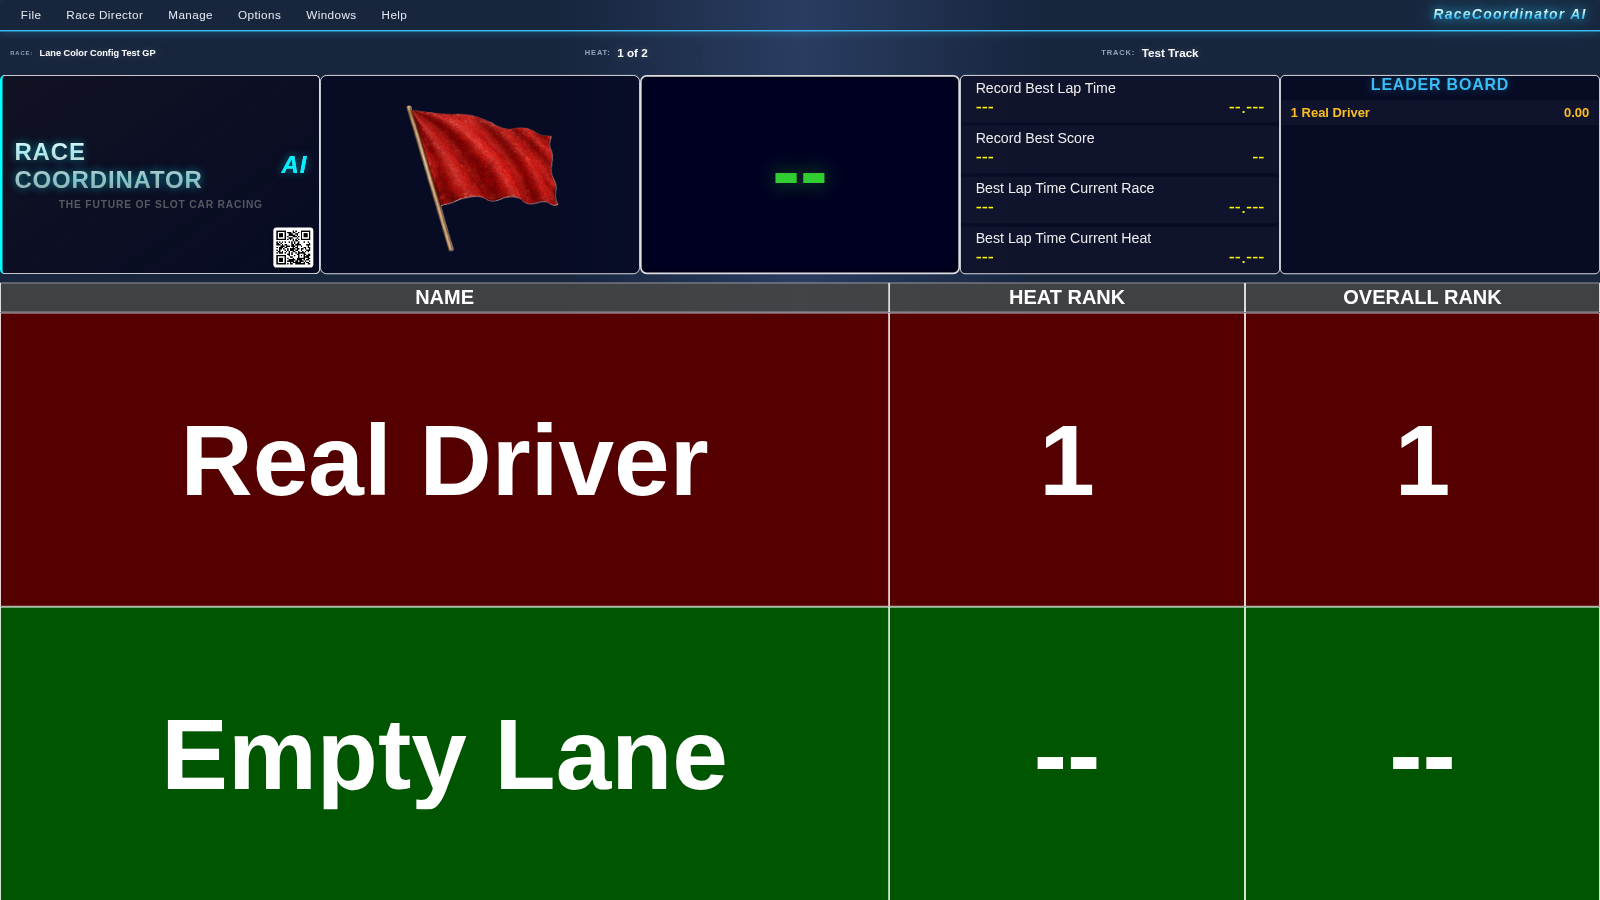 File Race Director Manage Options Windows Help
RaceCoordinator AI
RACE: Lane Color Config Test GP
HEAT: 1 of 2
TRACK: Test Track
RACE
COORDINATOR
AI
THE FUTURE OF SLOT CAR RACING
--
Record Best Lap Time
--- --.---
Record Best Score
--- --
Best Lap Time Current Race
--- --.---
Best Lap Time Current Heat
--- --.---
LEADER BOARD
1 Real Driver 0.00
NAME HEAT RANK OVERALL RANK
Real Driver 1 1
Empty Lane -- --